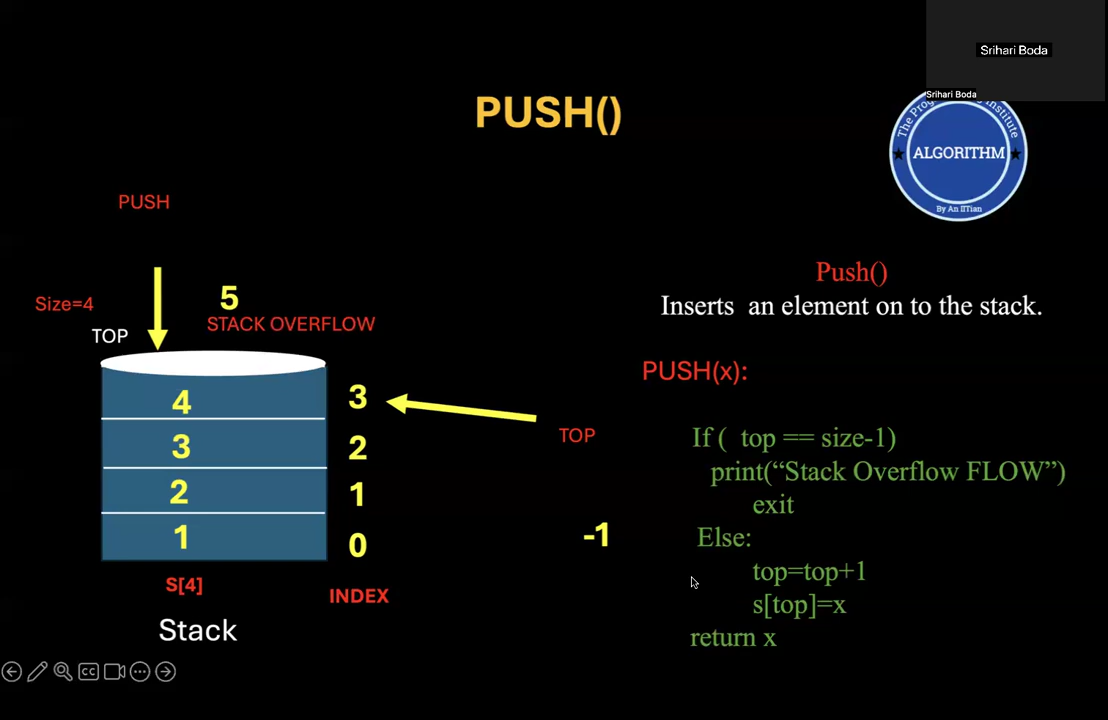 Srihari Boda
Srihari Boda
PUSH()
Institute
ALGORITHM
By An IITian
PUSH
Size=4
5
STACK OVERFLOW
TOP
4
3
3
2
2
1
1
0
TOP
-1
S[4]
INDEX
Stack
Push()
Inserts an element on to the stack.
PUSH(x):
If ( top == size-1)
print(“Stack Overflow FLOW”)
exit
Else:
top=top+1
s[top]=x
return x
CC